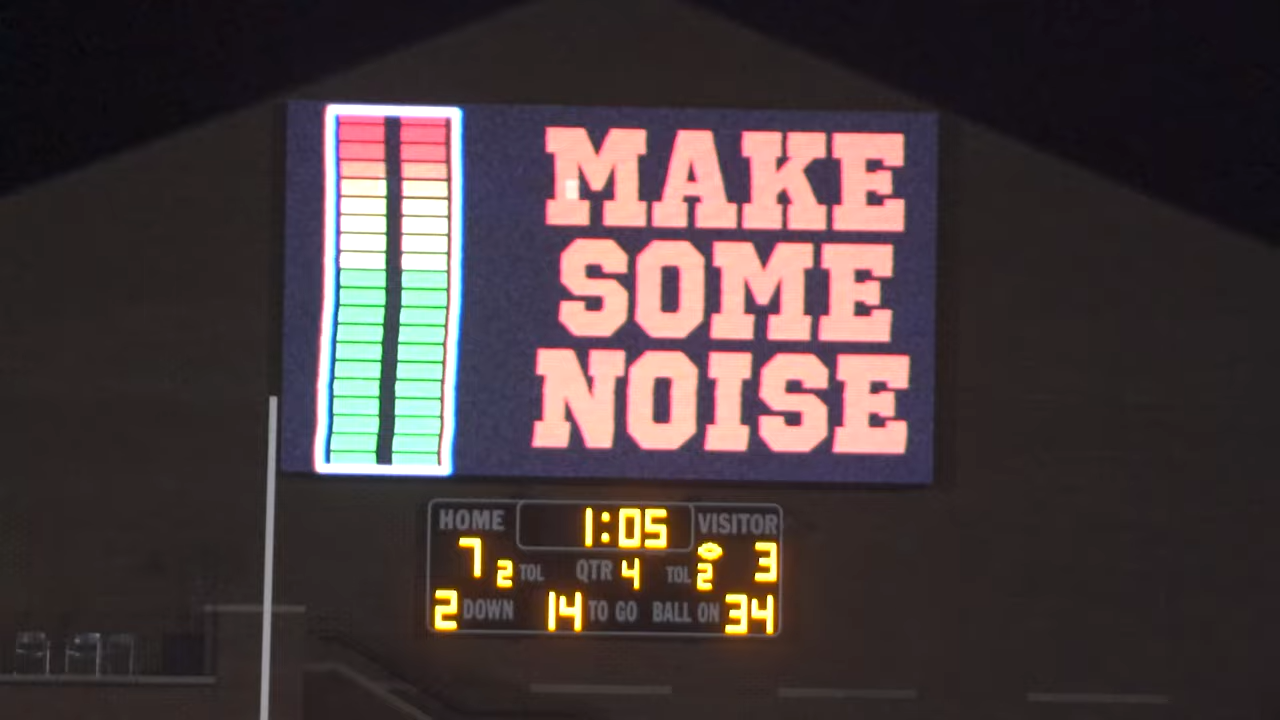 MAKE
SOME
NOISE
HOME 1:05 VISITOR
7 2 TOL QTR 4 TOL 2 3
2 DOWN 14 TO GO BALL ON 34